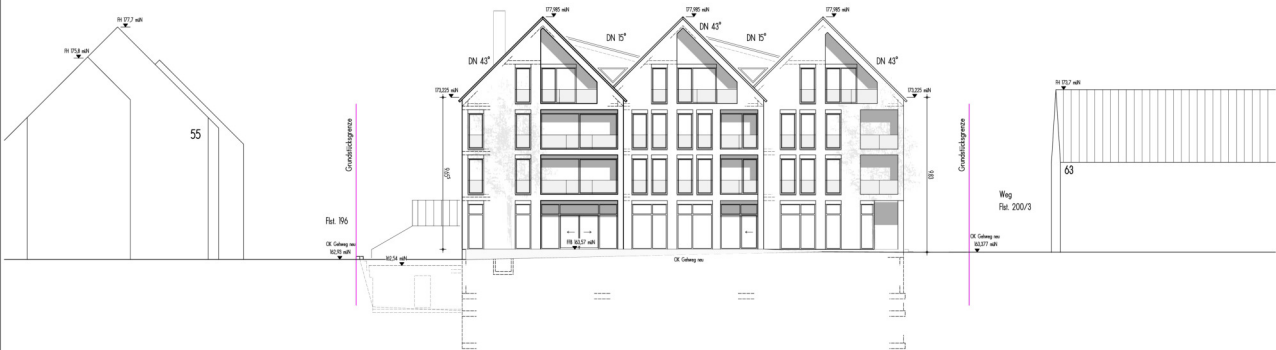 FH 177,7 müN
FH 175,8 müN
55
Grundstücksgrenze
Flst. 196
OK Gehweg neu
162,93 müN
162,54 müN
177,985 müN
177,985 müN
177,985 müN
DN 43°
DN 15°
DN 43°
DN 15°
DN 43°
173,225 müN
173,225 müN
FFB 163,57 müN
OK Gehweg neu
Grundstücksgrenze
Weg
Flst. 200/3
OK Gehweg neu
163,377 müN
FH 173,7 müN
63